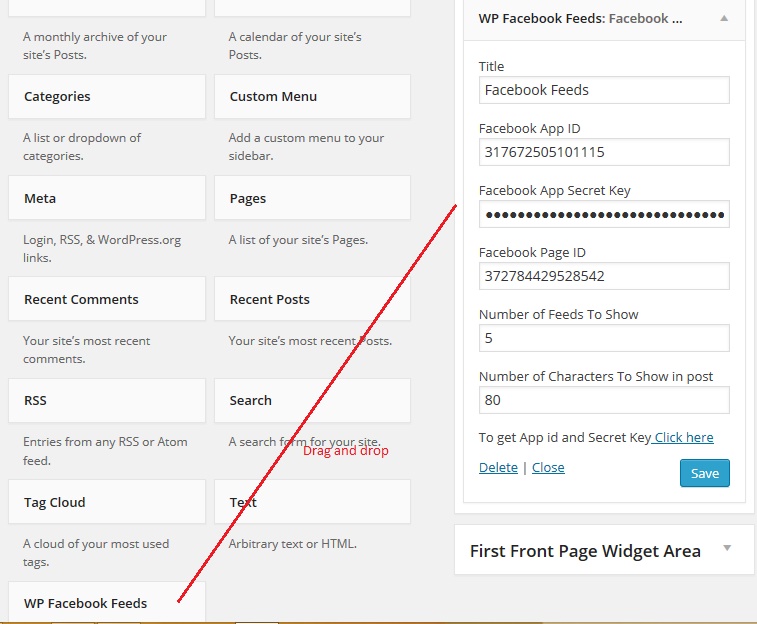 A monthly archive of your
site's Posts.
A calendar of your site's
Posts.
Categories
Custom Menu
A list or dropdown of
categories.
Add a custom menu to your
sidebar.
Meta
Pages
Login, RSS, & WordPress.org
links.
A list of your site's Pages.
Recent Comments
Recent Posts
Your site's most recent
comments.
Your site's most recent Posts.
RSS
Search
Entries from any RSS or Atom
feed.
A search form for your site.
Drag and drop
Tag Cloud
Text
A cloud of your most used
tags.
Arbitrary text or HTML.
WP Facebook Feeds
WP Facebook Feeds: Facebook ...
Title
Facebook Feeds
Facebook App ID
317672505101115
Facebook App Secret Key
Facebook Page ID
372784429528542
Number of Feeds To Show
5
Number of Characters To Show in post
80
To get App id and Secret Key Click here
Delete | Close
Save
First Front Page Widget Area